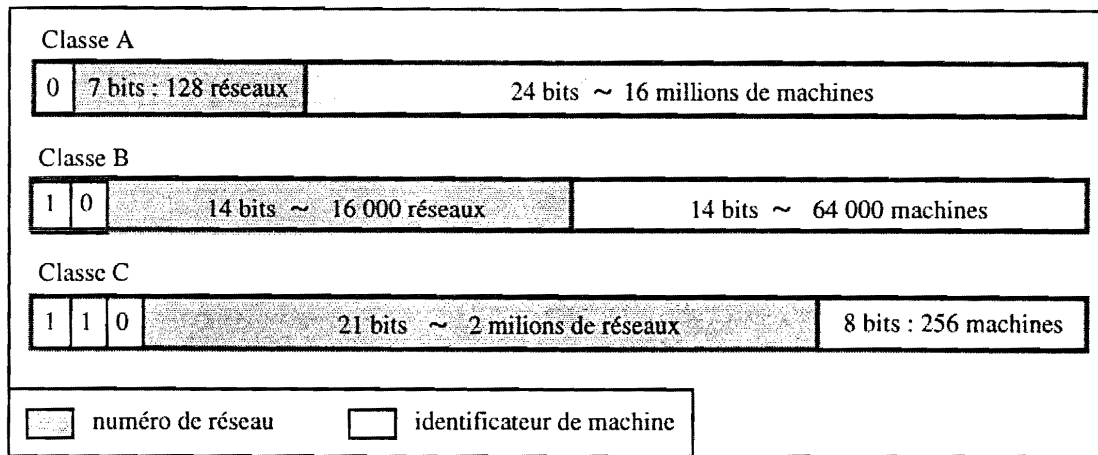 Classe A
0 7 bits : 128 réseaux 24 bits ~ 16 millions de machines
Classe B
1 0 14 bits ~ 16 000 réseaux 14 bits ~ 64 000 machines
Classe C
1 1 0 21 bits ~ 2 milions de réseaux 8 bits : 256 machines
numéro de réseau identificateur de machine